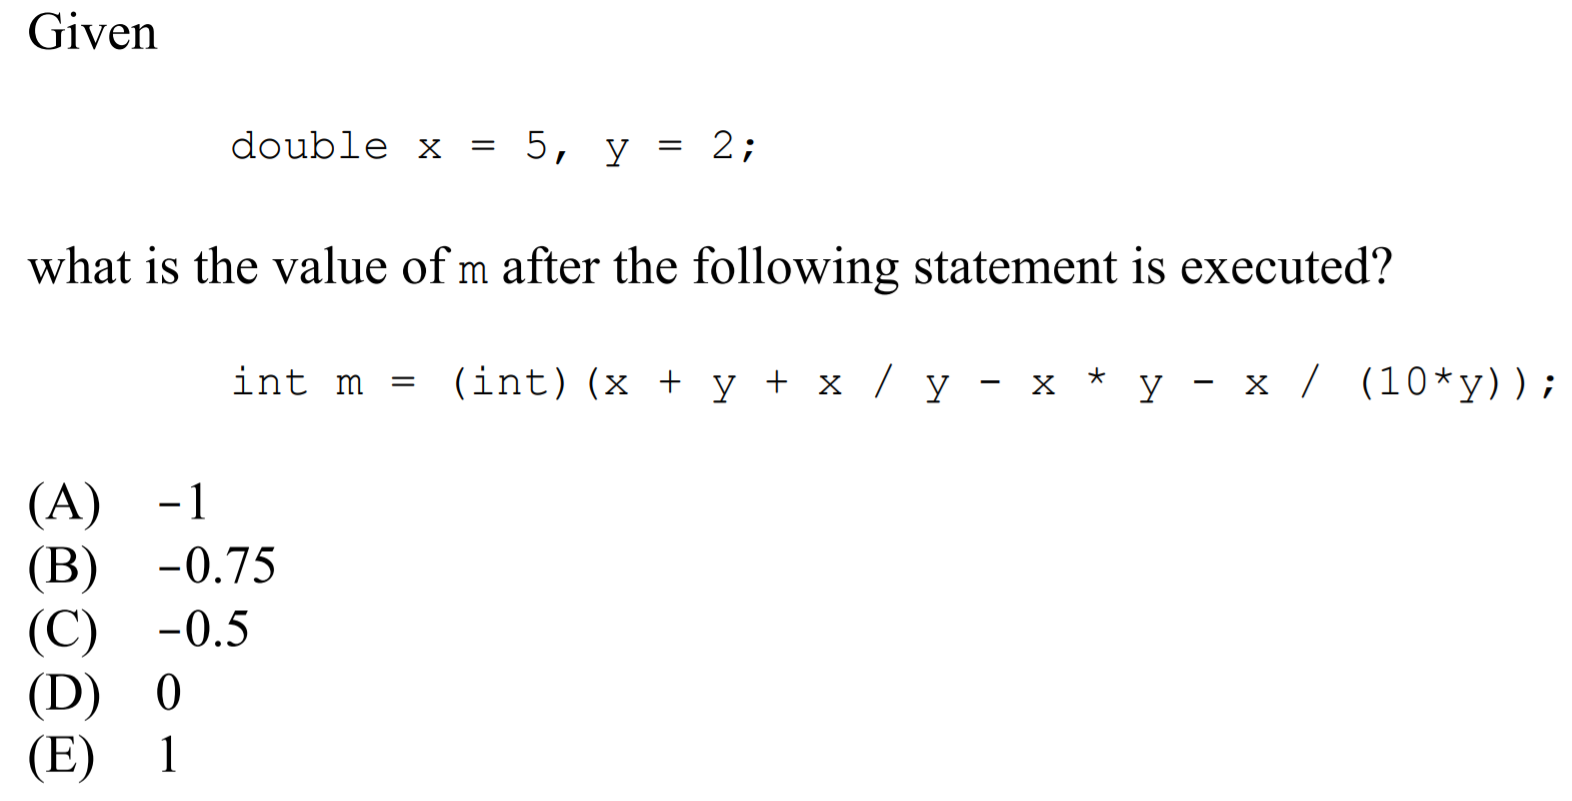 Given
double x = 5, y = 2;
what is the value of m after the following statement is executed?
int m = (int)(x + y + x / y - x * y - x / (10*y));
(A) −1
(B) −0.75
(C) −0.5
(D) 0
(E) 1